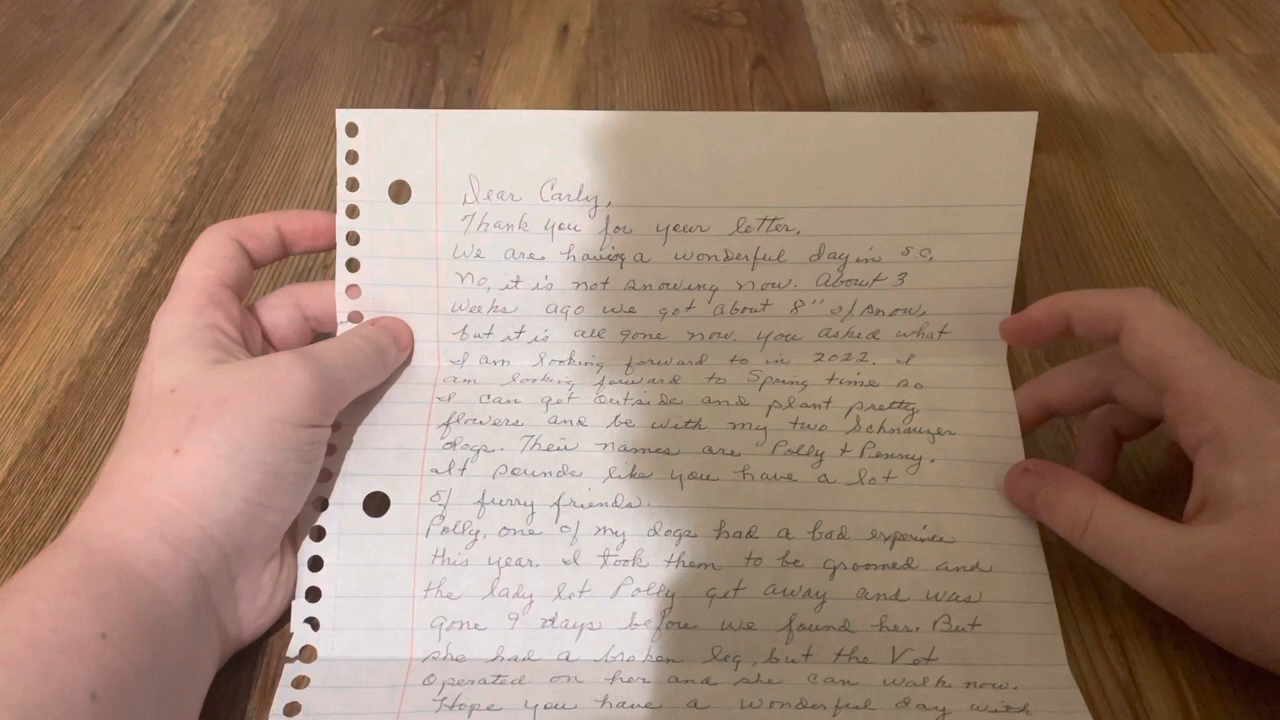 Dear Carly,
Thank you for your letter.
We are having a wonderful day in S.C.
No, it is not snowing now. About 3
weeks ago we got about 8" of snow,
but it is all gone now. You asked what
I am looking forward to in 2022. I
am looking forward to Spring time so
I can get outside and plant pretty
flowers and be with my two Schnauzer
dogs. Their names are Polly + Penny.
It sounds like you have a lot
of furry friends.
Polly, one of my dogs had a bad experince
this year. I took them to be groomed and
the lady let Polly get away and was
gone 9 days before we found her. But
she had a broken leg, but the Vet
operated on her and she can walk now.
Hope you have a wonderful day with